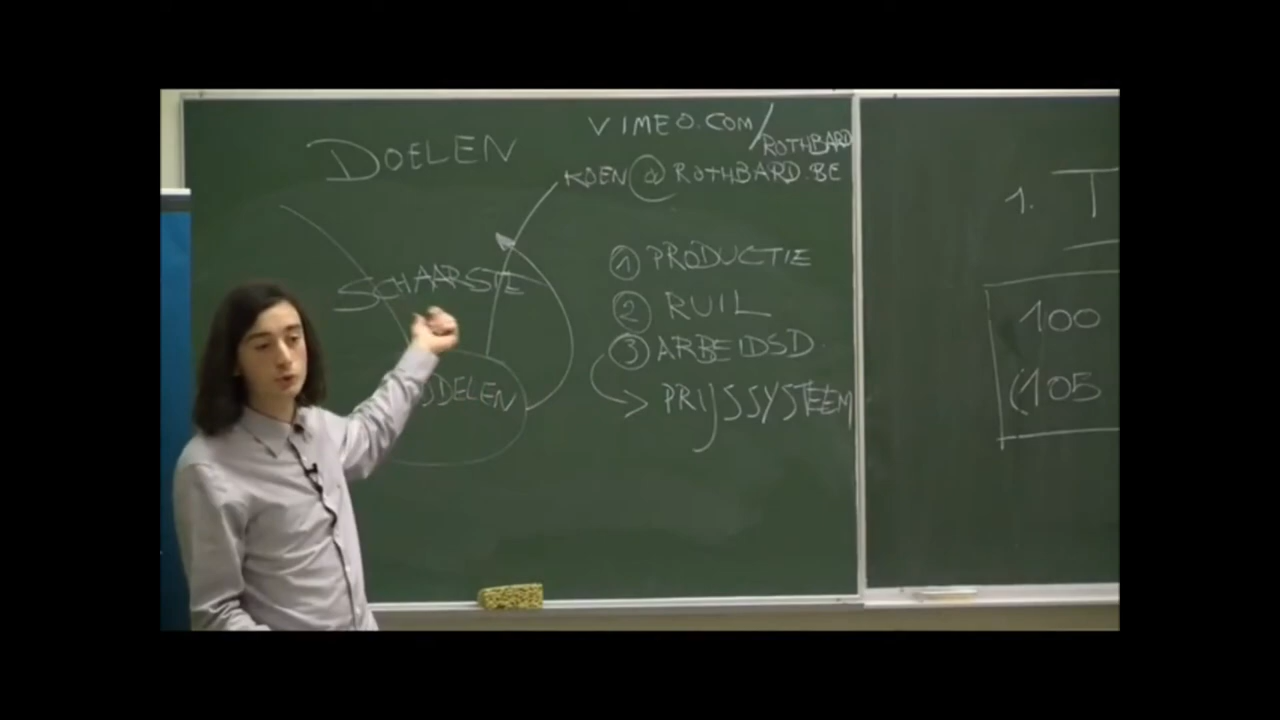 DOELEN
SCHAARSTE
VIMEO.COM/ROTHBARD
KOEN@ROTHBARD.BE
1 PRODUCTIE
2 RUIL
3 ARBEIDSD
PRIJSSYSTEEM
1. T
100
(105